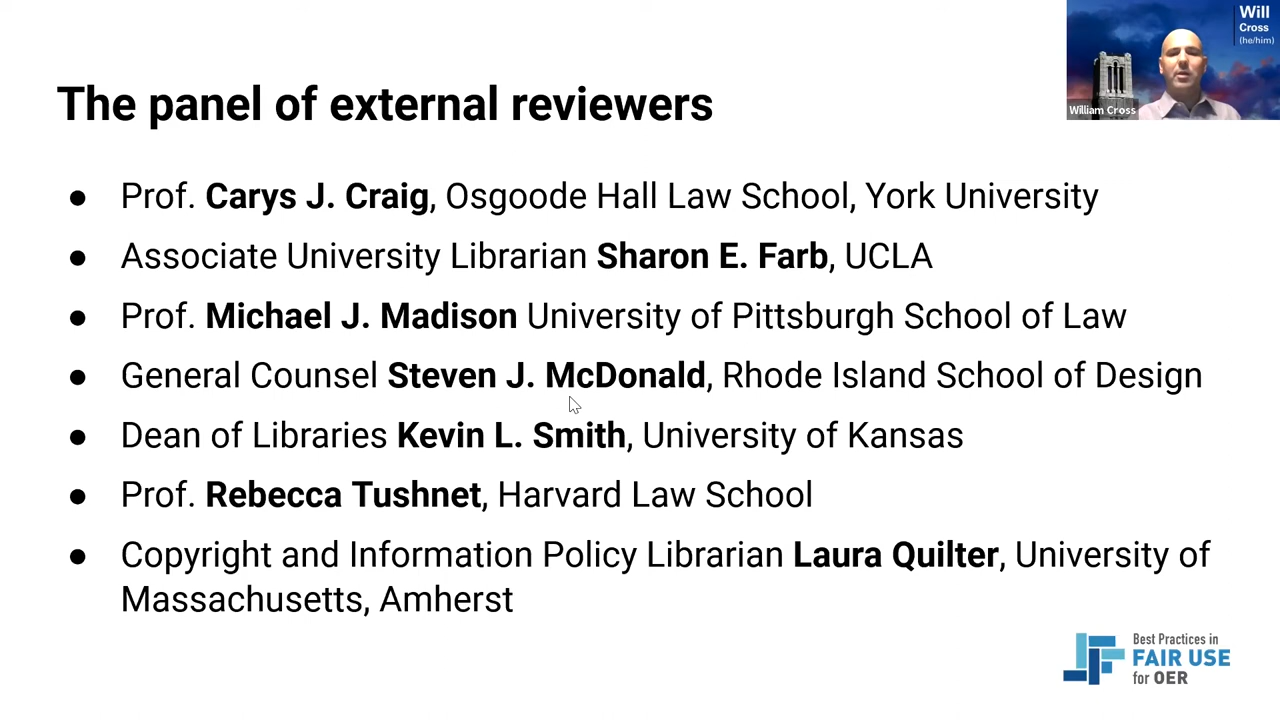 Will
Cross
(he/him)
William Cross
The panel of external reviewers
● Prof. Carys J. Craig, Osgoode Hall Law School, York University
● Associate University Librarian Sharon E. Farb, UCLA
● Prof. Michael J. Madison University of Pittsburgh School of Law
● General Counsel Steven J. McDonald, Rhode Island School of Design
● Dean of Libraries Kevin L. Smith, University of Kansas
● Prof. Rebecca Tushnet, Harvard Law School
● Copyright and Information Policy Librarian Laura Quilter, University of
Massachusetts, Amherst
Best Practices in
FAIR USE
for OER